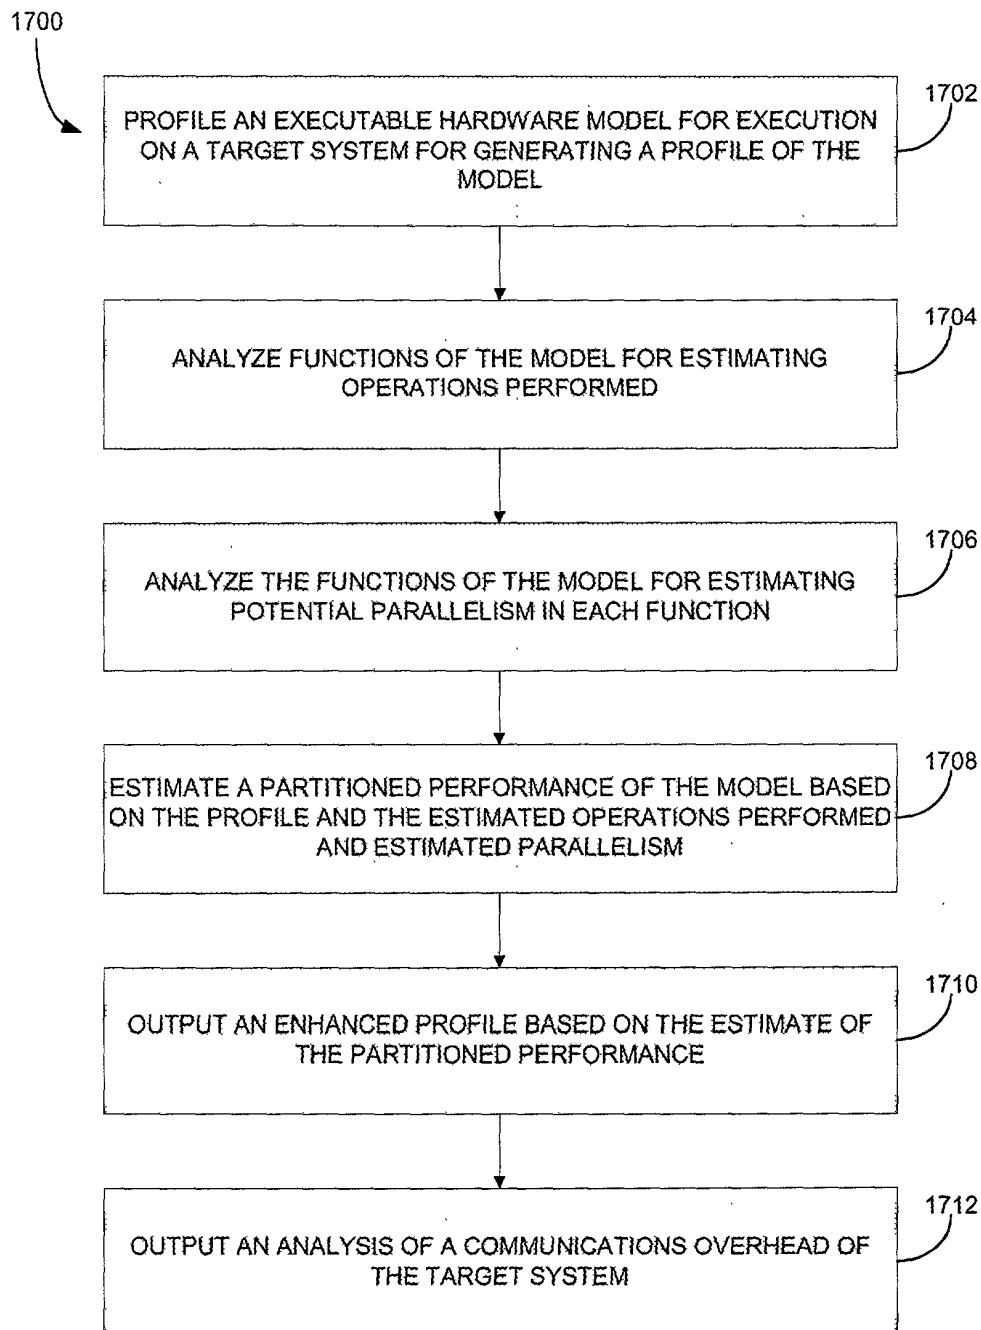 1700
1702
PROFILE AN EXECUTABLE HARDWARE MODEL FOR EXECUTION
ON A TARGET SYSTEM FOR GENERATING A PROFILE OF THE
MODEL
1704
ANALYZE FUNCTIONS OF THE MODEL FOR ESTIMATING
OPERATIONS PERFORMED
1706
ANALYZE THE FUNCTIONS OF THE MODEL FOR ESTIMATING
POTENTIAL PARALLELISM IN EACH FUNCTION
1708
ESTIMATE A PARTITIONED PERFORMANCE OF THE MODEL BASED
ON THE PROFILE AND THE ESTIMATED OPERATIONS PERFORMED
AND ESTIMATED PARALLELISM
1710
OUTPUT AN ENHANCED PROFILE BASED ON THE ESTIMATE OF
THE PARTITIONED PERFORMANCE
1712
OUTPUT AN ANALYSIS OF A COMMUNICATIONS OVERHEAD OF
THE TARGET SYSTEM